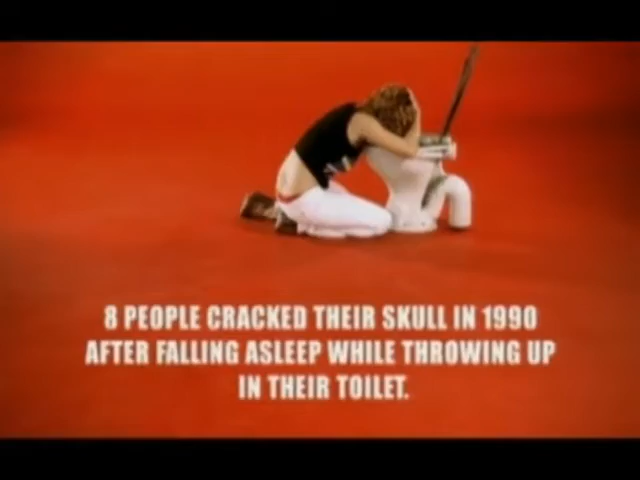 8 PEOPLE CRACKED THEIR SKULL IN 1990
AFTER FALLING ASLEEP WHILE THROWING UP
IN THEIR TOILET.